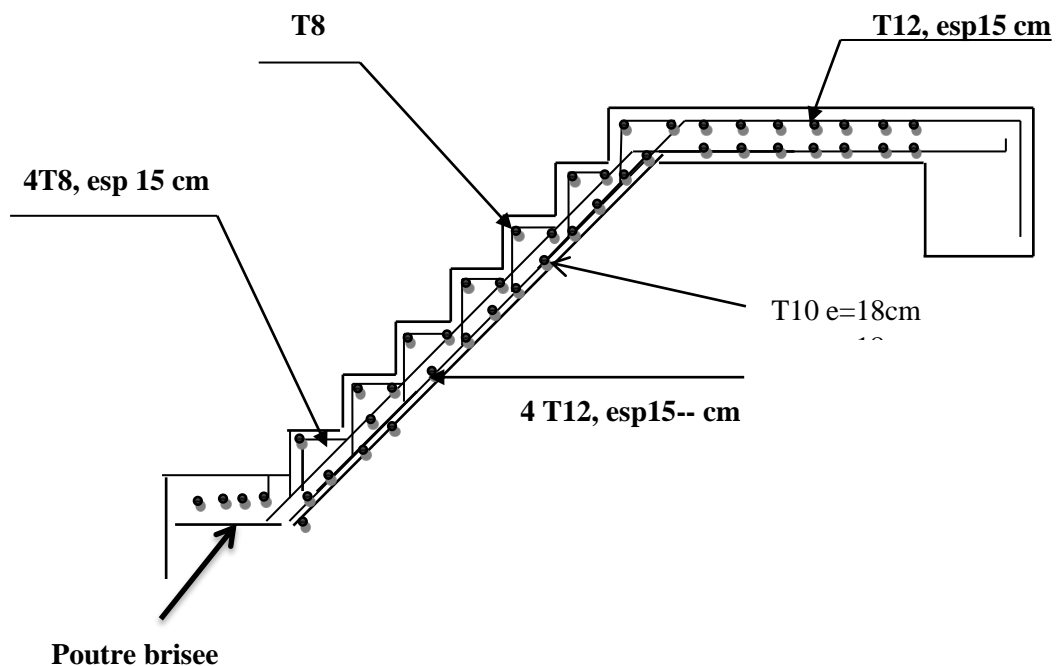 T8
T12, esp15 cm
4T8, esp 15 cm
T10 e=18cm
4 T12, esp15-- cm
Poutre brisee